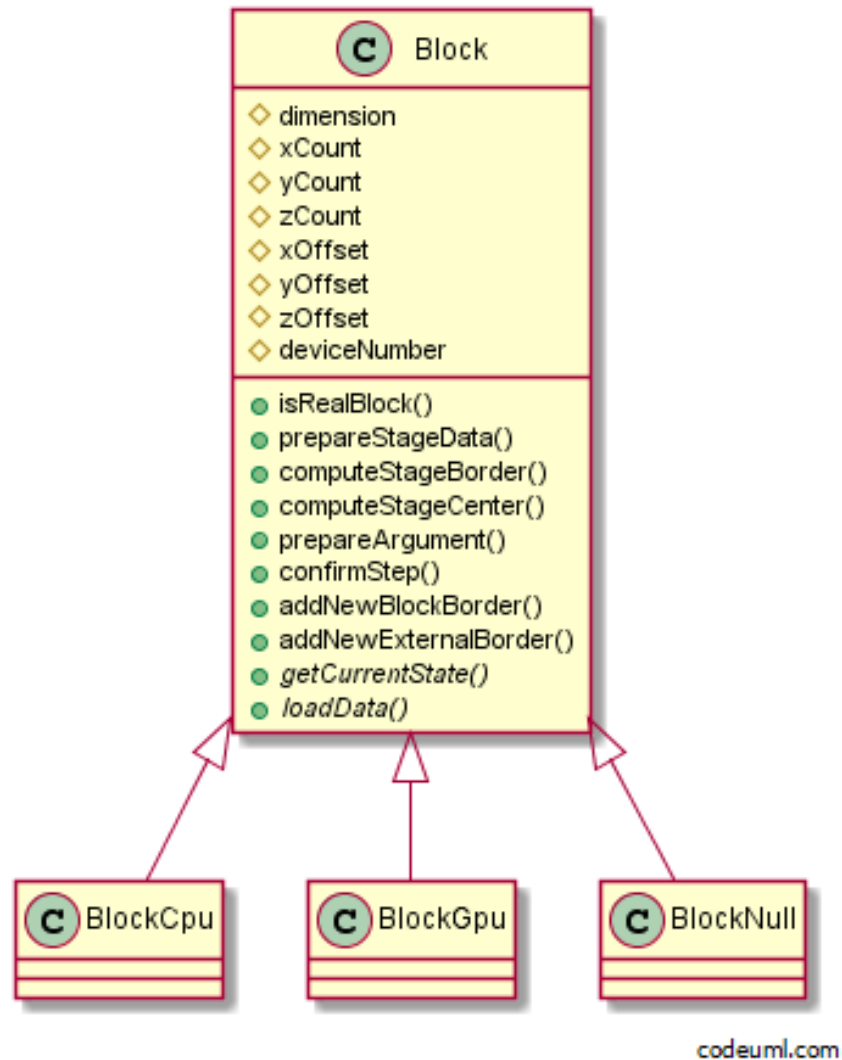 C Block
dimension
xCount
yCount
zCount
xOffset
yOffset
zOffset
deviceNumber
isRealBlock()
prepareStageData()
computeStageBorder()
computeStageCenter()
prepareArgument()
confirmStep()
addNewBlockBorder()
addNewExternalBorder()
getCurrentState()
loadData()
C BlockCpu
C BlockGpu
C BlockNull
codeuml.com